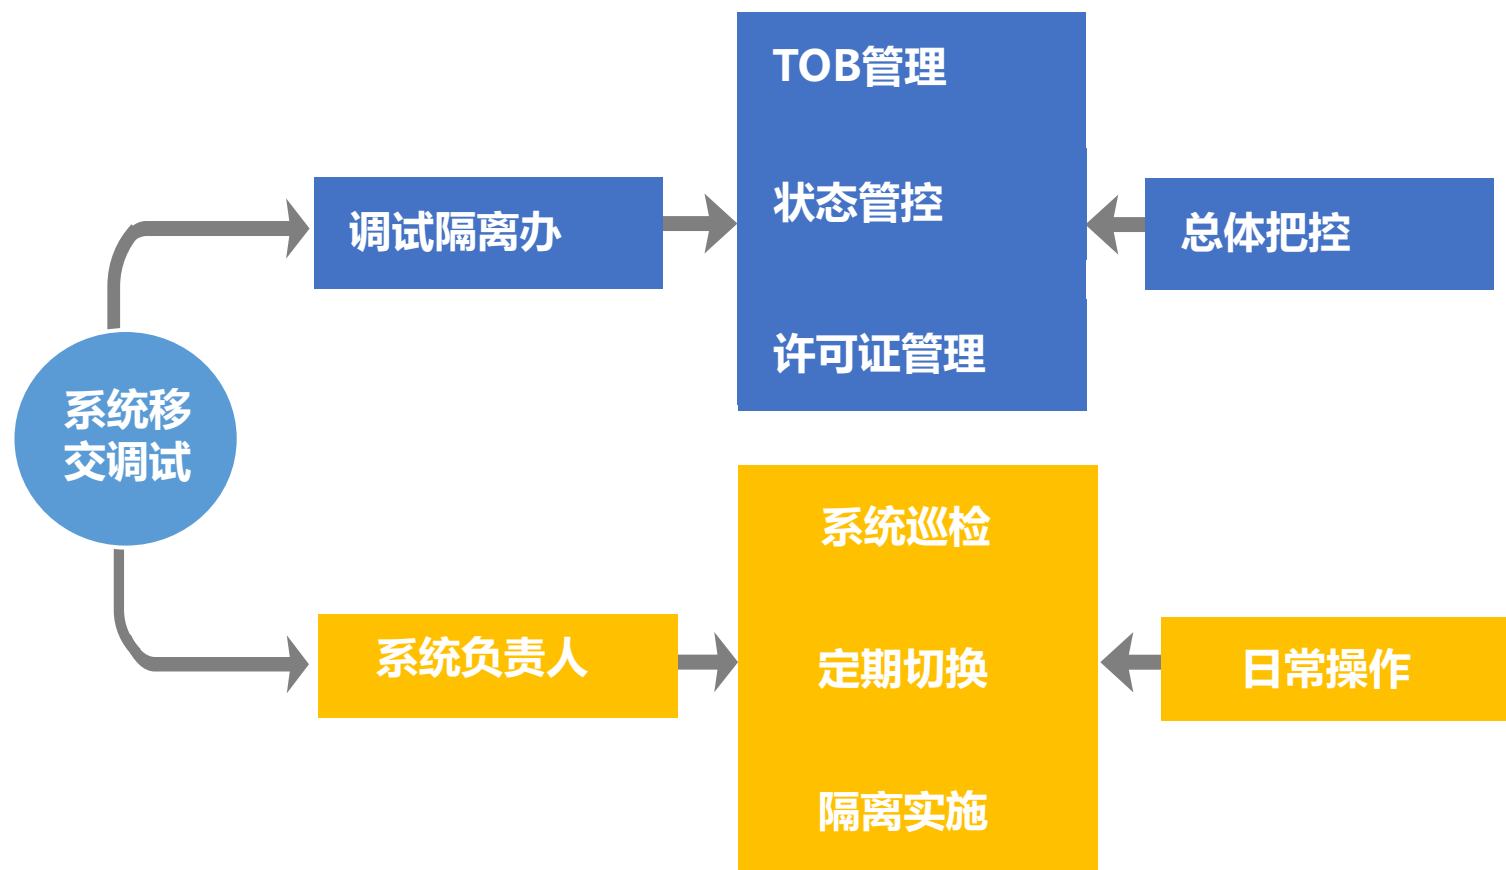 TOB管理
状态管控
许可证管理
调试隔离办
总体把控
系统移
交调试
系统巡检
定期切换
隔离实施
系统负责人
日常操作